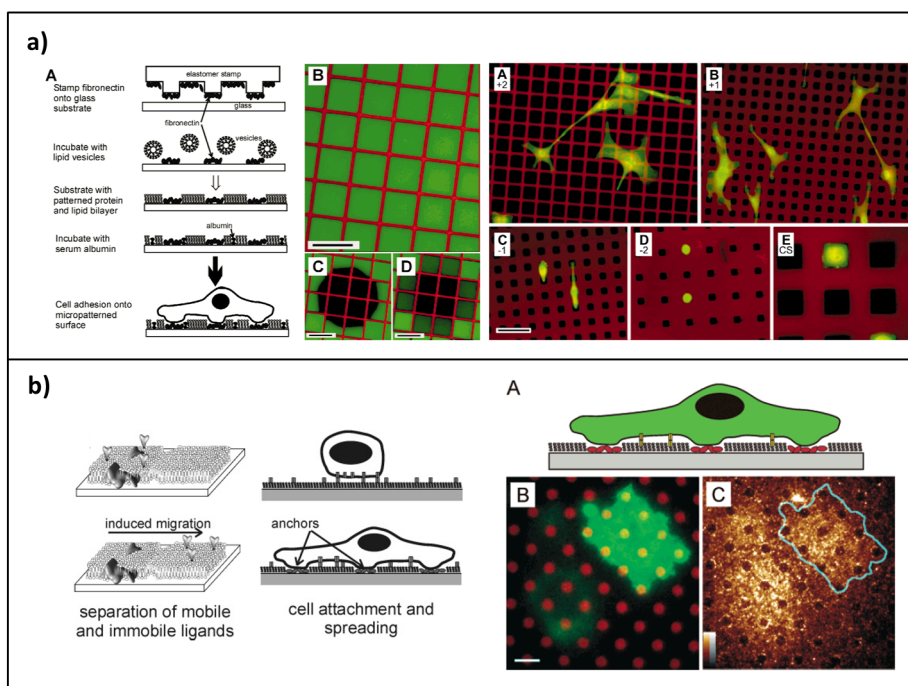 a)
A
elastomer stamp
Stamp fibronectin
onto glass
substrate
glass
fibronectin
vesicles
Incubate with
lipid vesicles
Substrate with
patterned protein
and lipid bilayer
albumin
Incubate with
serum albumin
Cell adhesion onto
micropatterned
surface
B
C
D
A
+2
B
+1
C
-1
D
-2
E
CS
b)
induced migration
separation of mobile
and immobile ligands
anchors
cell attachment and
spreading
A
B
C